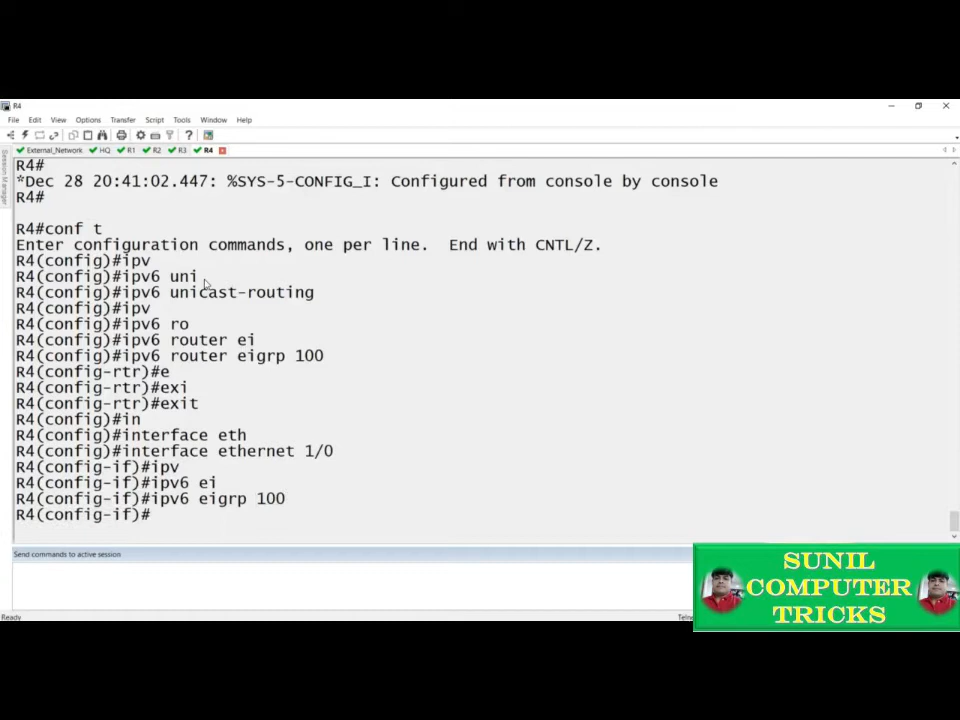 R4
File Edit View Options Transfer Script Tools Window Help
External_Network HQ R1 R2 R3 R4
Session Manager
R4#
*Dec 28 20:41:02.447: %SYS-5-CONFIG_I: Configured from console by console
R4#
R4#conf t
Enter configuration commands, one per line.  End with CNTL/Z.
R4(config)#ipv
R4(config)#ipv6 uni
R4(config)#ipv6 unicast-routing
R4(config)#ipv
R4(config)#ipv6 ro
R4(config)#ipv6 router ei
R4(config)#ipv6 router eigrp 100
R4(config-rtr)#e
R4(config-rtr)#exi
R4(config-rtr)#exit
R4(config)#in
R4(config)#interface eth
R4(config)#interface ethernet 1/0
R4(config-if)#ipv
R4(config-if)#ipv6 ei
R4(config-if)#ipv6 eigrp 100
R4(config-if)#
Send commands to active session
Ready
SUNIL
COMPUTER
TRICKS